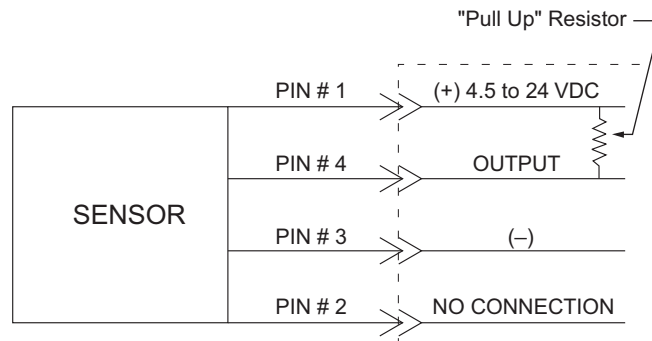 "Pull Up" Resistor
PIN # 1 (+) 4.5 to 24 VDC
PIN # 4 OUTPUT
SENSOR
PIN # 3 (–)
PIN # 2 NO CONNECTION